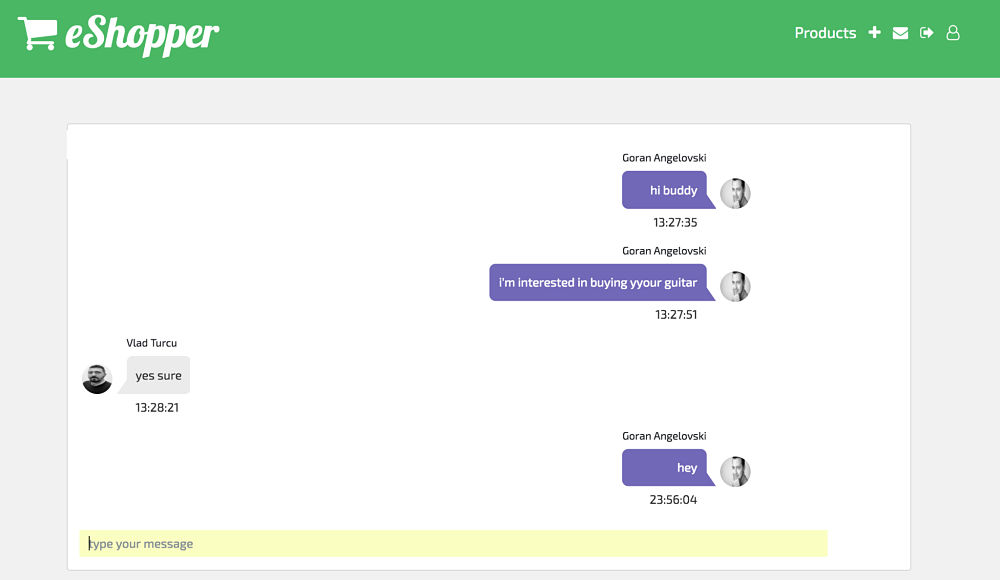 eShopper
Products
Goran Angelovski
hi buddy
13:27:35
Goran Angelovski
i'm interested in buying yyour guitar
13:27:51
Vlad Turcu
yes sure
13:28:21
Goran Angelovski
hey
23:56:04
type your message